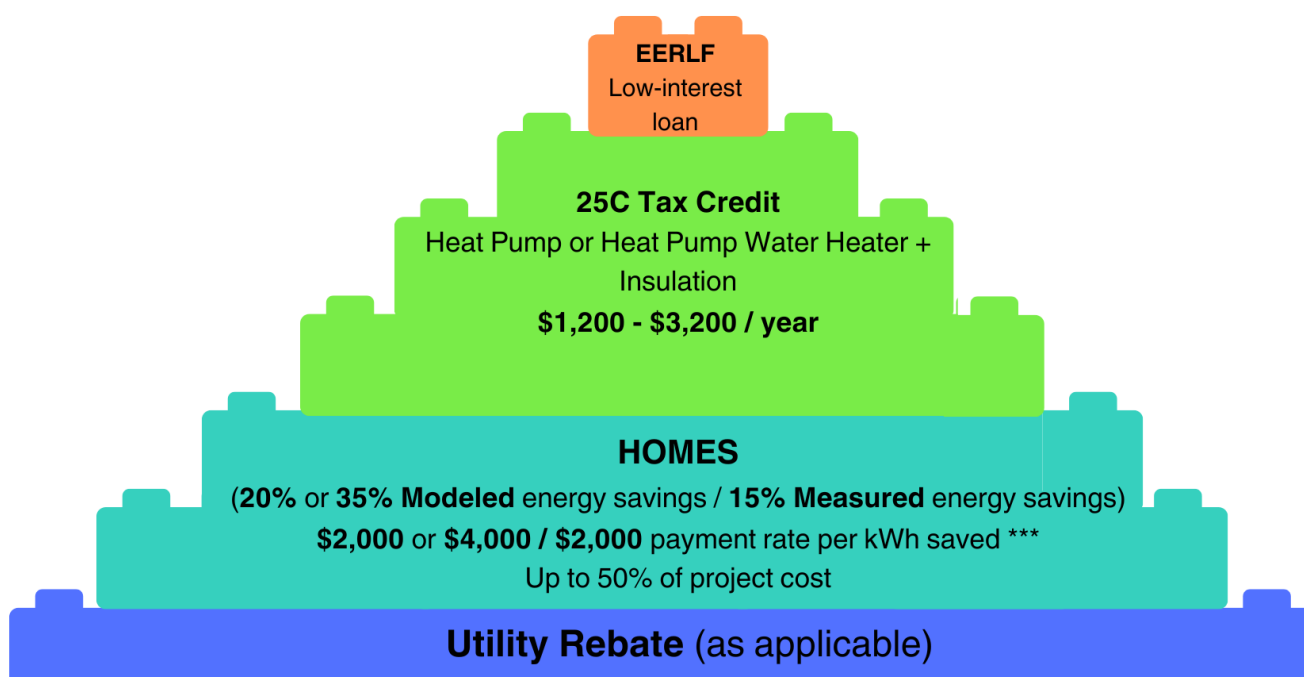 EERLF
Low-interest
loan
25C Tax Credit
Heat Pump or Heat Pump Water Heater +
Insulation
$1,200 - $3,200 / year
HOMES
(20% or 35% Modeled energy savings / 15% Measured energy savings)
$2,000 or $4,000 / $2,000 payment rate per kWh saved ***
Up to 50% of project cost
Utility Rebate (as applicable)